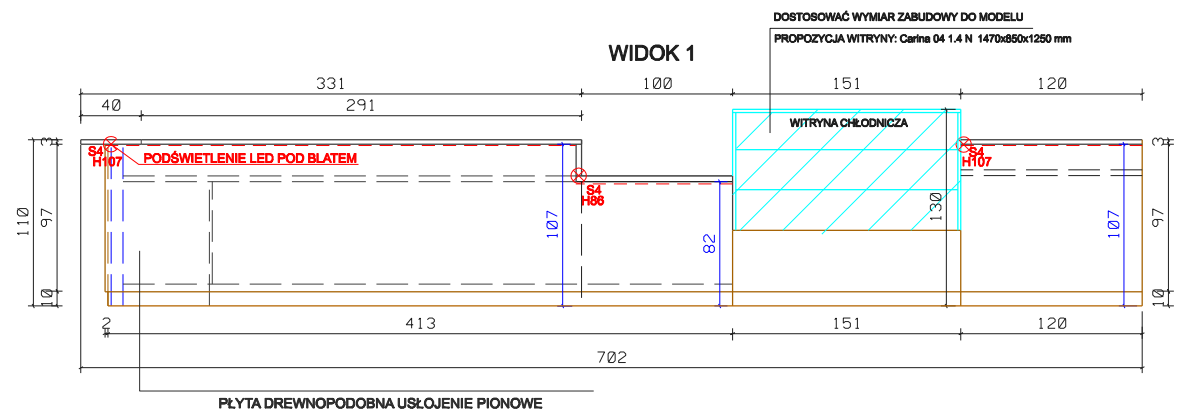 DOSTOSOWAĆ WYMIAR ZABUDOWY DO MODELU
PROPOZYCJA WITRYNY: Carina 04 1.4 N 1470x850x1250 mm
WIDOK 1
331
100
151
120
40
291
WITRYNA CHŁODNICZA
3
S4
H107
PODŚWIETLENIE LED POD BLATEM
S4
H86
S4
H107
3
110
97
107
82
130
107
97
110
10
10
2
413
151
120
702
PŁYTA DREWNOPODOBNA USŁOJENIE PIONOWE